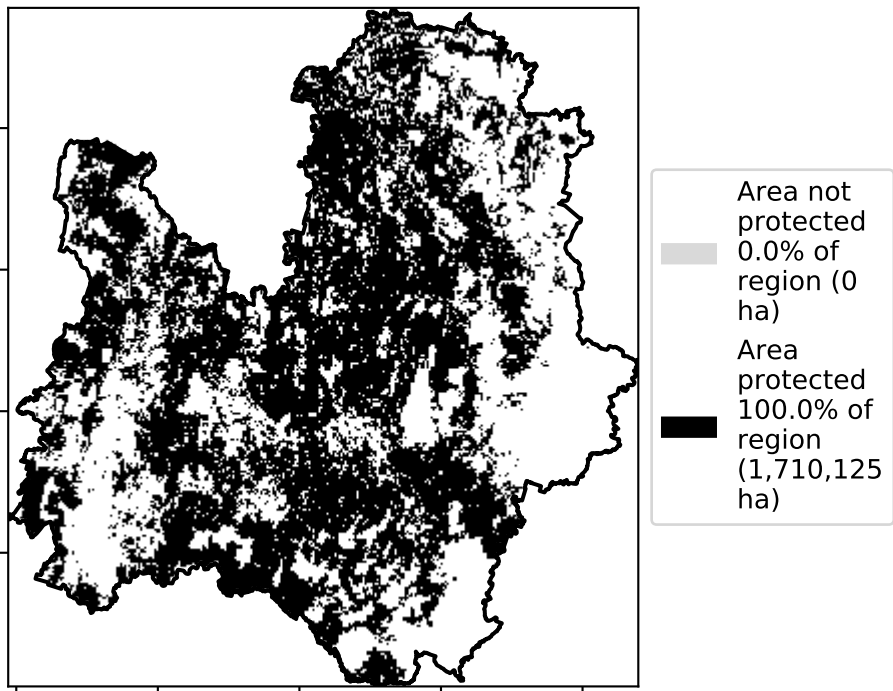 Area not
protected
0.0% of
region (0
ha)
Area
protected
100.0% of
region
(1,710,125
ha)